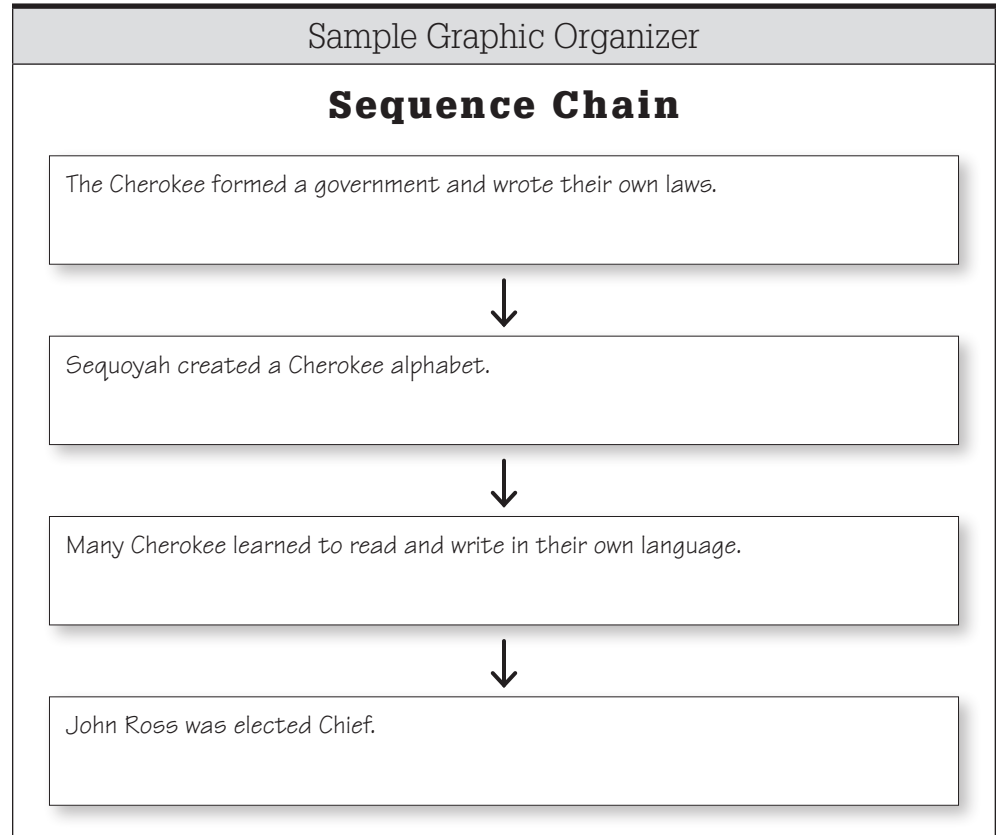 Sample Graphic Organizer
Sequence Chain
The Cherokee formed a government and wrote their own laws.
Sequoyah created a Cherokee alphabet.
Many Cherokee learned to read and write in their own language.
John Ross was elected Chief.